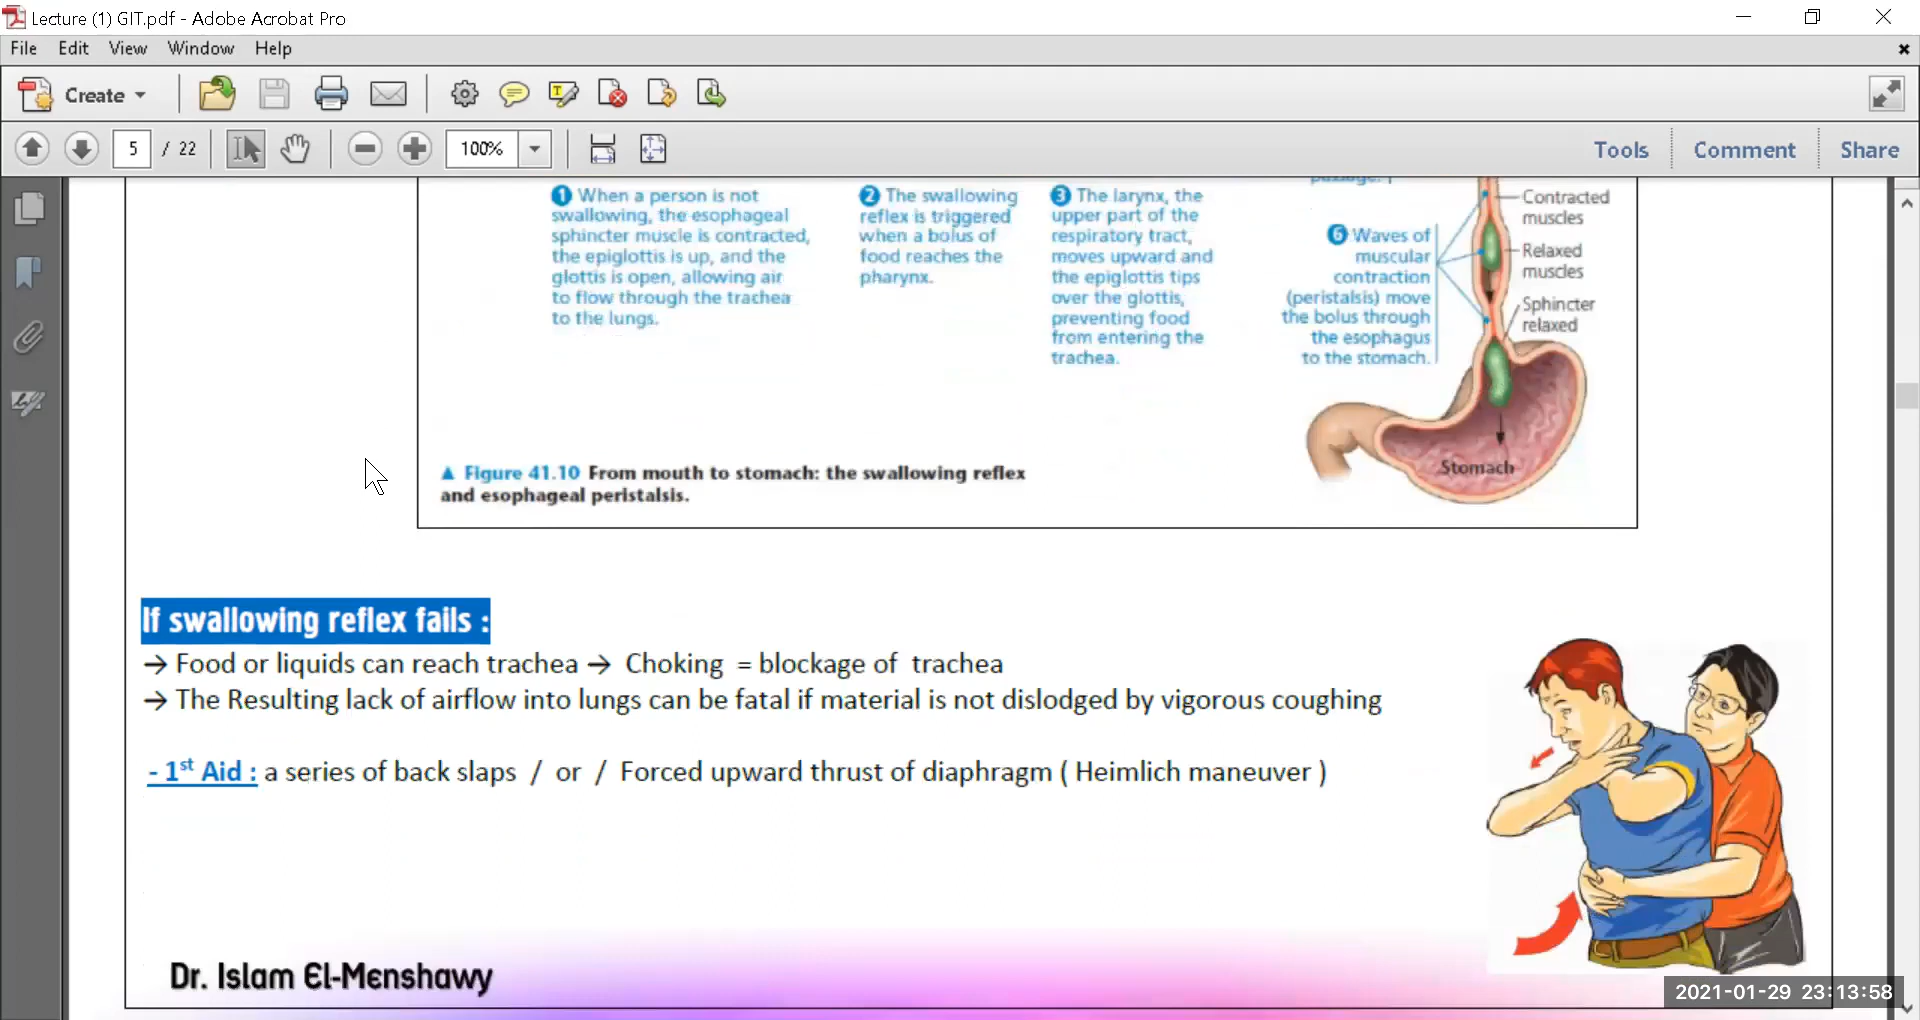 Lecture (1) GIT.pdf - Adobe Acrobat Pro
File Edit View Window Help
Create
5 / 22 100% Tools Comment Share
1 When a person is not
swallowing, the esophageal
sphincter muscle is contracted,
the epiglottis is up, and the
glottis is open, allowing air
to flow through the trachea
to the lungs.
2 The swallowing
reflex is triggered
when a bolus of
food reaches the
pharynx.
3 The larynx, the
upper part of the
respiratory tract,
moves upward and
the epiglottis tips
over the glottis,
preventing food
from entering the
trachea.
6 Waves of
muscular
contraction
(peristalsis) move
the bolus through
the esophagus
to the stomach.
Contracted
muscles
Relaxed
muscles
Sphincter
relaxed
Stomach
▲ Figure 41.10 From mouth to stomach: the swallowing reflex
and esophageal peristalsis.
If swallowing reflex fails :
→ Food or liquids can reach trachea → Choking = blockage of trachea
→ The Resulting lack of airflow into lungs can be fatal if material is not dislodged by vigorous coughing
- 1st Aid : a series of back slaps / or / Forced upward thrust of diaphragm ( Heimlich maneuver )
Dr. Islam El-Menshawy
2021-01-29 23:13:58